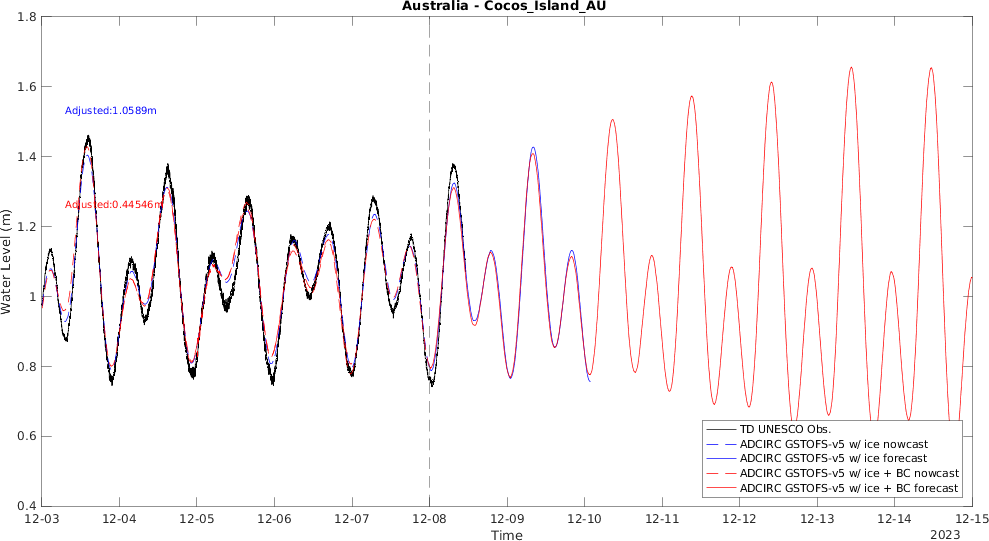 Australia - Cocos_Island_AU
1.8
1.6
1.4
1.2
1
0.8
0.6
0.4
Water Level (m)
Adjusted:1.0589m
Adjusted:0.44546m
TD UNESCO Obs.
ADCIRC GSTOFS-v5 w/ ice nowcast
ADCIRC GSTOFS-v5 w/ ice forecast
ADCIRC GSTOFS-v5 w/ ice + BC nowcast
ADCIRC GSTOFS-v5 w/ ice + BC forecast
12-03 12-04 12-05 12-06 12-07 12-08 12-09 12-10 12-11 12-12 12-13 12-14 12-15
Time
2023